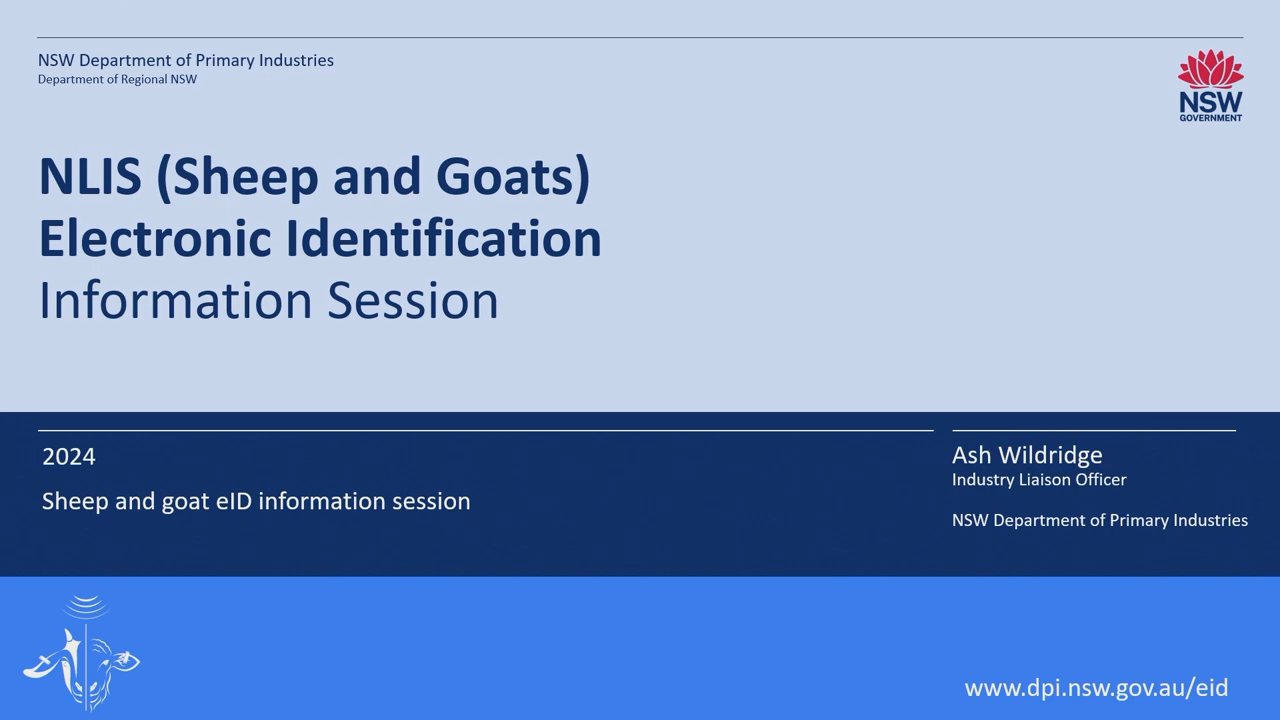 NSW Department of Primary Industries
Department of Regional NSW
NSW
GOVERNMENT
NLIS (Sheep and Goats)
Electronic Identification
Information Session
2024
Sheep and goat eID information session
Ash Wildridge
Industry Liaison Officer
NSW Department of Primary Industries
www.dpi.nsw.gov.au/eid